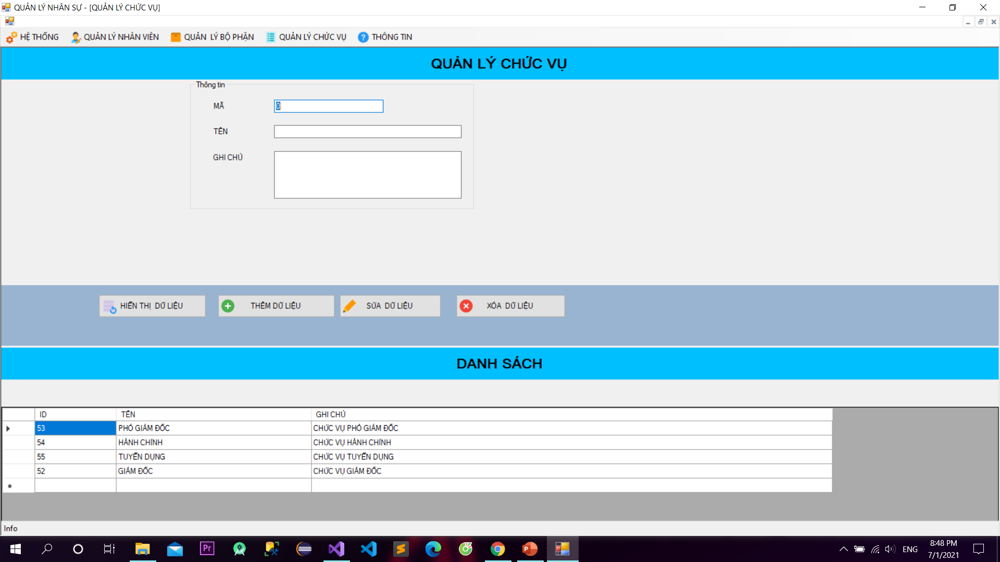 QUẢN LÝ NHÂN SỰ - [QUẢN LÝ CHỨC VỤ]
HỆ THỐNG QUẢN LÝ NHÂN VIÊN QUẢN LÝ BỘ PHẬN QUẢN LÝ CHỨC VỤ ? THÔNG TIN
QUẢN LÝ CHỨC VỤ
Thông tin
MÃ 0
TÊN
GHI CHÚ
HIỂN THỊ DỮ LIỆU THÊM DỮ LIỆU SỬA DỮ LIỆU XÓA DỮ LIỆU
DANH SÁCH
ID TÊN GHI CHÚ
53 PHÓ GIÁM ĐỐC CHỨC VỤ PHÓ GIÁM ĐỐC
54 HÀNH CHÍNH CHỨC VỤ HÀNH CHÍNH
55 TUYỂN DỤNG CHỨC VỤ TUYỂN DỤNG
52 GIÁM ĐỐC CHỨC VỤ GIÁM ĐỐC
Info
Pr P ENG 8:48 PM
7/1/2021